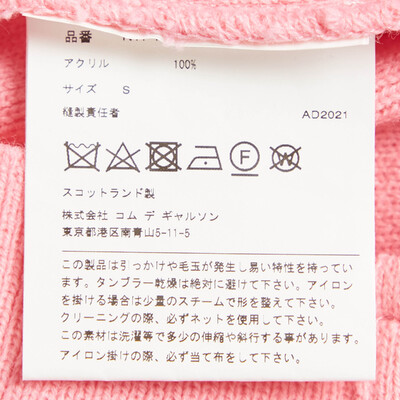 品番
アクリル 100%
サイズ S
縫製責任者 AD2021
F W
スコットランド製
株式会社 コム デ ギャルソン
東京都港区南青山5-11-5
この製品は引っかけや毛玉が発生し易い特性を持ってい
ます。タンブラー乾燥は絶対に避けて下さい。アイロン
を掛ける場合は少量のスチームで形を整えて下さい。
クリーニングの際、必ずネットを使用して下さい。
この素材は洗濯等で多少の伸縮や斜行する事があります。
アイロン掛けの際、必ず当て布をして下さい。